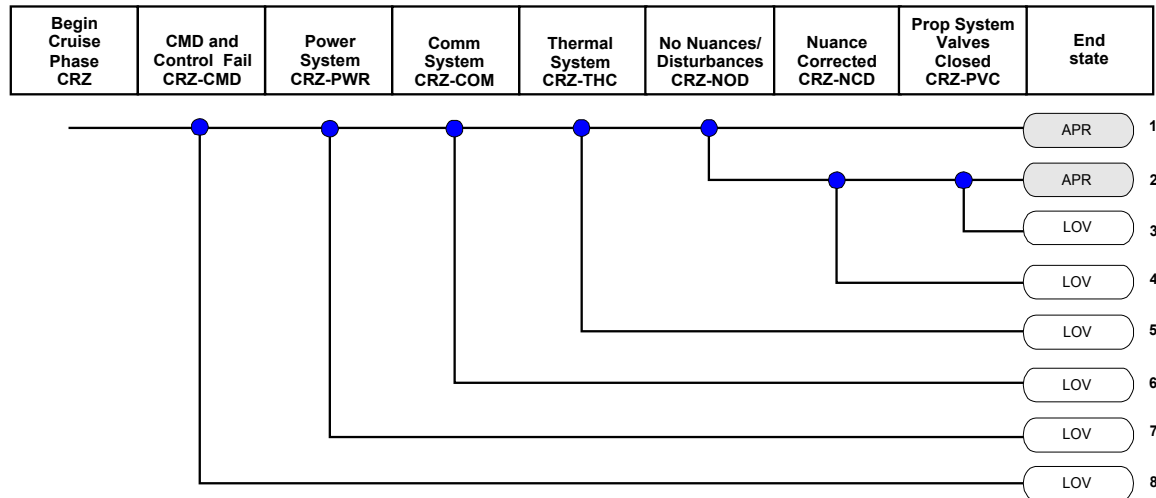 Begin
Cruise
Phase
CRZ
CMD and
Control Fail
CRZ-CMD
Power
System
CRZ-PWR
Comm
System
CRZ-COM
Thermal
System
CRZ-THC
No Nuances/
Disturbances
CRZ-NOD
Nuance
Corrected
CRZ-NCD
Prop System
Valves
Closed
CRZ-PVC
End
state
APR 1
APR 2
LOV 3
LOV 4
LOV 5
LOV 6
LOV 7
LOV 8